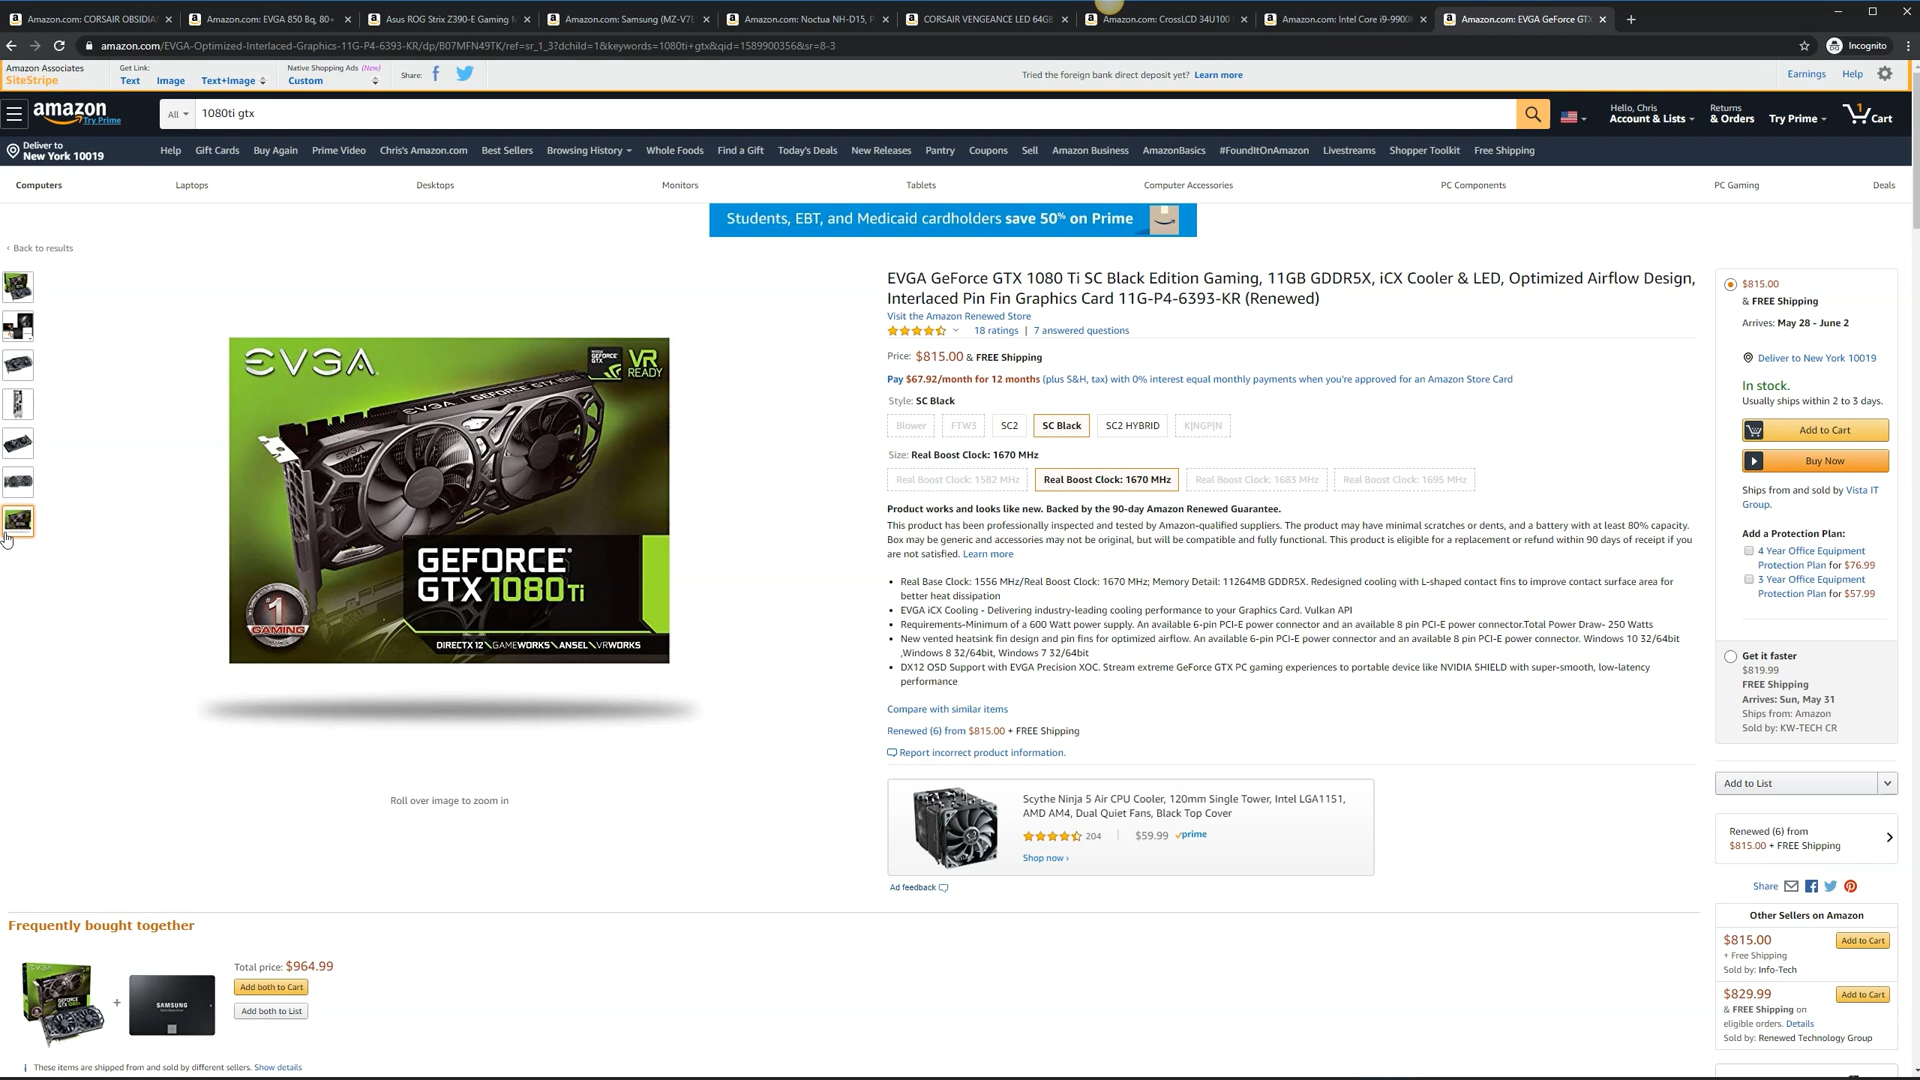 Amazon.com: CORSAIR OBSIDIA
Amazon.com: EVGA 850 Bq, 80+
Asus ROG Strix Z390-E Gaming M
Amazon.com: Samsung (MZ-V7E
Amazon.com: Noctua NH-D15, P
CORSAIR VENGEANCE LED 64GB
Amazon.com: CrossLCD 34U100
Amazon.com: Intel Core i9-9900
Amazon.com: EVGA GeForce GTX
amazon.com/EVGA-Optimized-Interlaced-Graphics-11G-P4-6393-KR/dp/B07MFN49TK/ref=sr_1_3?dchild=1&keywords=1080ti+gtx&qid=1589900356&sr=8-3
Incognito
Amazon Associates
SiteStripe
Get Link:
Text Image Text+Image
Native Shopping Ads (New)
Custom
Share:
Tried the foreign bank direct deposit yet? Learn more
Earnings Help
amazon
Try Prime
All
1080ti gtx
Hello, Chris
Account & Lists
Returns
& Orders
Try Prime
1
Cart
Deliver to
New York 10019
Help Gift Cards Buy Again Prime Video Chris's Amazon.com Best Sellers Browsing History Whole Foods Find a Gift Today's Deals New Releases Pantry Coupons Sell Amazon Business AmazonBasics #FoundItOnAmazon Livestreams Shopper Toolkit Free Shipping
Computers Laptops Desktops Monitors Tablets Computer Accessories PC Components PC Gaming Deals
Students, EBT, and Medicaid cardholders save 50% on Prime
‹ Back to results
EVGA
NVIDIA GEFORCE GTX
VR READY
EVGA GEFORCE GTX 1080
EVGA
GEFORCE®
GTX 1080 Ti
#1
GAMING
DIRECTX 12 \ GAMEWORKS \ ANSEL \ VRWORKS
Roll over image to zoom in
EVGA GeForce GTX 1080 Ti SC Black Edition Gaming, 11GB GDDR5X, iCX Cooler & LED, Optimized Airflow Design,
Interlaced Pin Fin Graphics Card 11G-P4-6393-KR (Renewed)
Visit the Amazon Renewed Store
18 ratings | 7 answered questions
Price: $815.00 & FREE Shipping
Pay $67.92/month for 12 months (plus S&H, tax) with 0% interest equal monthly payments when you're approved for an Amazon Store Card
Style: SC Black
Blower FTW3 SC2 SC Black SC2 HYBRID K|NGP|N
Size: Real Boost Clock: 1670 MHz
Real Boost Clock: 1582 MHz Real Boost Clock: 1670 MHz Real Boost Clock: 1683 MHz Real Boost Clock: 1695 MHz
Product works and looks like new. Backed by the 90-day Amazon Renewed Guarantee.
This product has been professionally inspected and tested by Amazon-qualified suppliers. The product may have minimal scratches or dents, and a battery with at least 80% capacity.
Box may be generic and accessories may not be original, but will be compatible and fully functional. This product is eligible for a replacement or refund within 90 days of receipt if you
are not satisfied. Learn more
• Real Base Clock: 1556 MHz/Real Boost Clock: 1670 MHz; Memory Detail: 11264MB GDDR5X. Redesigned cooling with L-shaped contact fins to improve contact surface area for
better heat dissipation
• EVGA iCX Cooling - Delivering industry-leading cooling performance to your Graphics Card. Vulkan API
• Requirements-Minimum of a 600 Watt power supply. An available 6-pin PCI-E power connector and an available 8 pin PCI-E power connector.Total Power Draw- 250 Watts
• New vented heatsink fin design and pin fins for optimized airflow. An available 6-pin PCI-E power connector and an available 8 pin PCI-E power connector. Windows 10 32/64bit
,Windows 8 32/64bit, Windows 7 32/64bit
• DX12 OSD Support with EVGA Precision XOC. Stream extreme GeForce GTX PC gaming experiences to portable device like NVIDIA SHIELD with super-smooth, low-latency
performance
Compare with similar items
Renewed (6) from $815.00 + FREE Shipping
Report incorrect product information.
Scythe Ninja 5 Air CPU Cooler, 120mm Single Tower, Intel LGA1151,
AMD AM4, Dual Quiet Fans, Black Top Cover
204 | $59.99 prime
Shop now ›
Ad feedback
$815.00
& FREE Shipping
Arrives: May 28 - June 2
Deliver to New York 10019
In stock.
Usually ships within 2 to 3 days.
Add to Cart
Buy Now
Ships from and sold by Vista IT
Group.
Add a Protection Plan:
4 Year Office Equipment
Protection Plan for $76.99
3 Year Office Equipment
Protection Plan for $57.99
Get it faster
$819.99
FREE Shipping
Arrives: Sun, May 31
Ships from: Amazon
Sold by: KW-TECH CR
Add to List
Renewed (6) from
$815.00 + FREE Shipping
Share
Other Sellers on Amazon
$815.00 Add to Cart
+ Free Shipping
Sold by: Info-Tech
$829.99 Add to Cart
& FREE Shipping on
eligible orders. Details
Sold by: Renewed Technology Group
Frequently bought together
EVGA
GEFORCE
GTX 1080 Ti
+
SAMSUNG
Total price: $964.99
Add both to Cart
Add both to List
i These items are shipped from and sold by different sellers. Show details